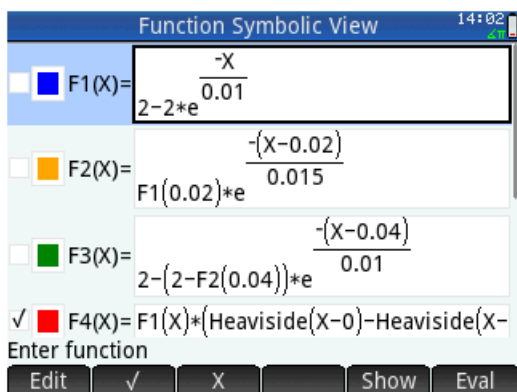 Function Symbolic View 14:02
∡π
F1(X)= 2-2*e^(-X/0.01)
F2(X)= F1(0.02)*e^(-(X-0.02)/0.015)
F3(X)= 2-(2-F2(0.04))*e^(-(X-0.04)/0.01)
√ F4(X)= F1(X)*(Heaviside(X-0)-Heaviside(X-
Enter function
Edit √ X Show Eval